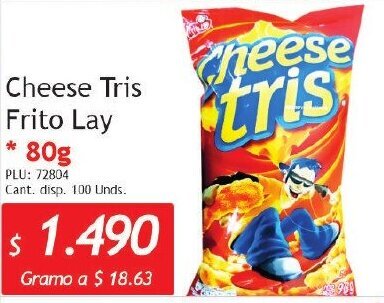 Cheese Tris
Frito Lay
* 80g
PLU: 72804
Cant. disp. 100 Unds.
$ 1.490
Gramo a $ 18.63
cheese
tris.